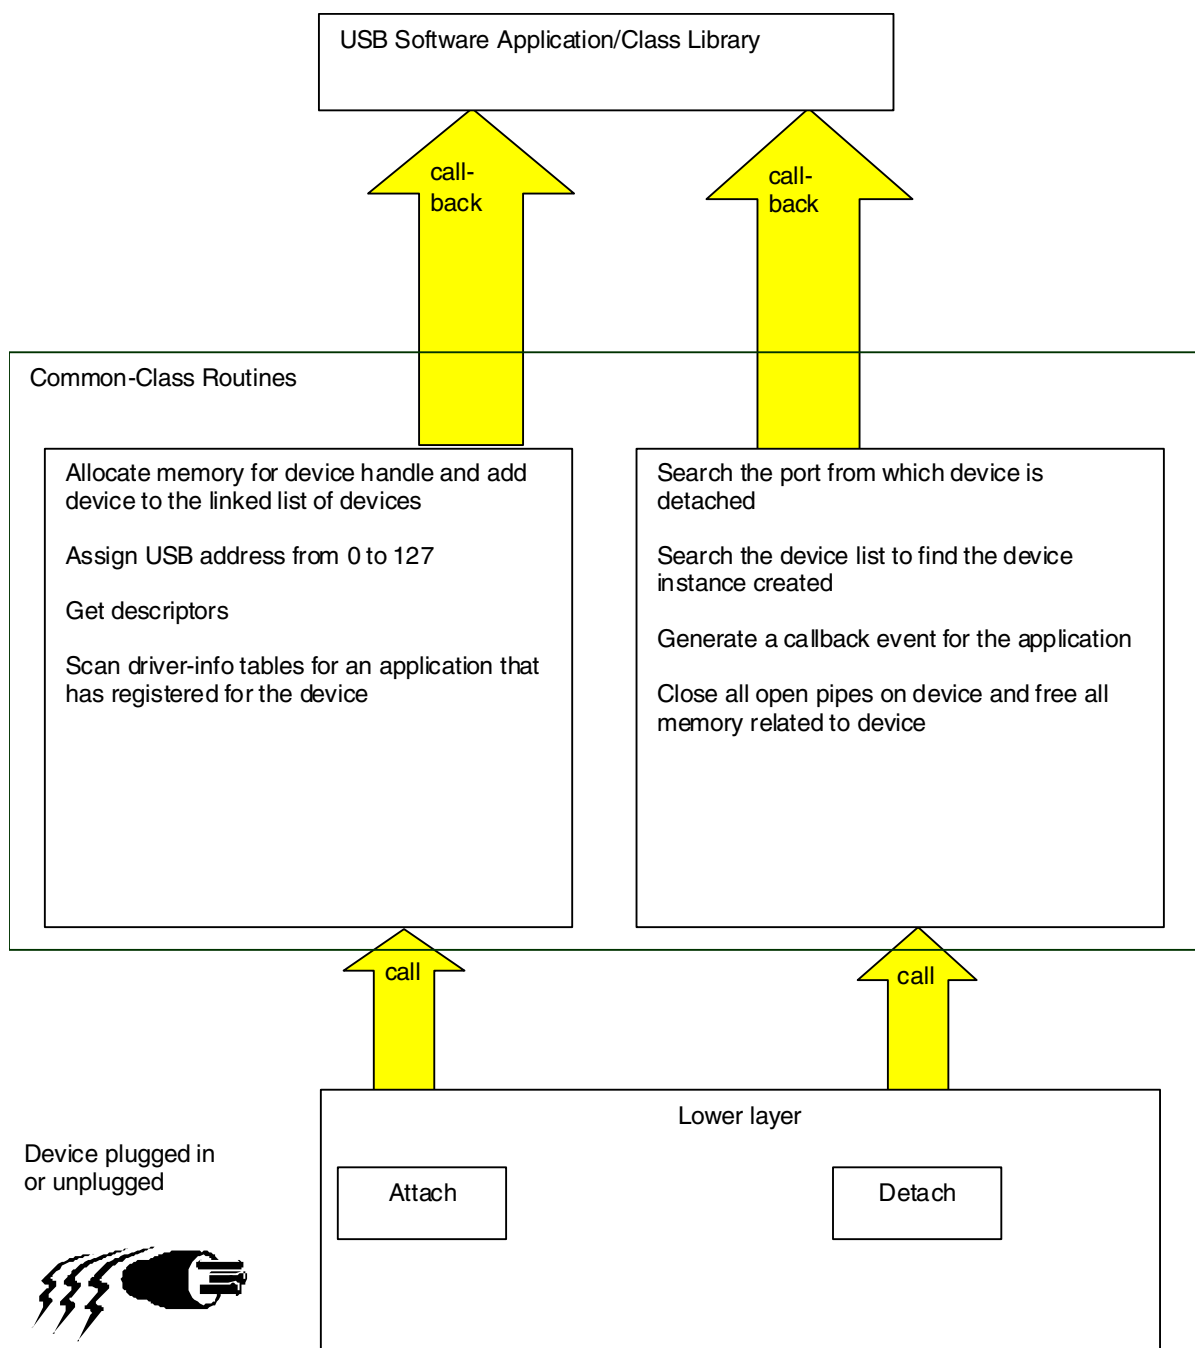 USB Software Application/Class Library
call-
back
call-
back
Common-Class Routines
Allocate memory for device handle and add
device to the linked list of devices
Assign USB address from 0 to 127
Get descriptors
Scan driver-info tables for an application that
has registered for the device
Search the port from which device is
detached
Search the device list to find the device
instance created
Generate a callback event for the application
Close all open pipes on device and free all
memory related to device
call
call
Lower layer
Device plugged in
or unplugged
Attach
Detach